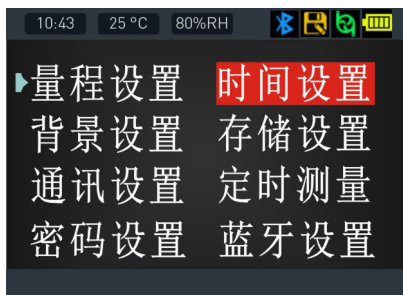 10:43 25 °C 80%RH
量程设置 时间设置
背景设置 存储设置
通讯设置 定时测量
密码设置 蓝牙设置